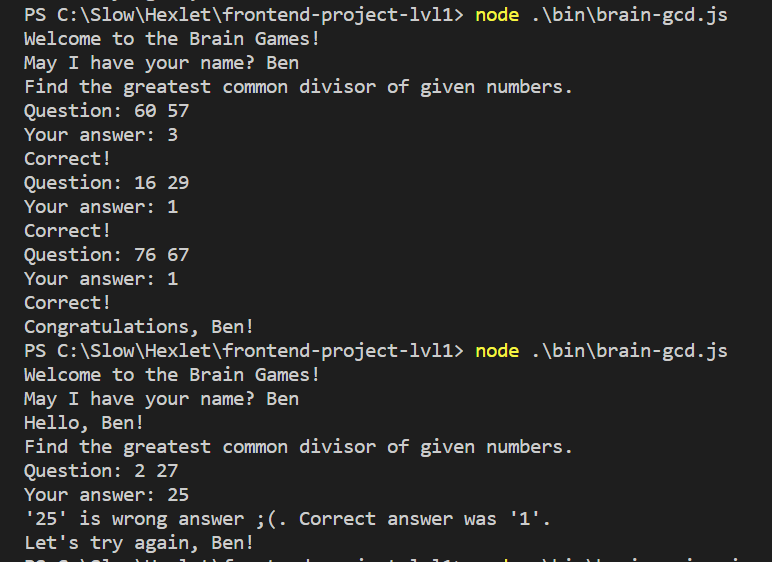 PS C:\Slow\Hexlet\frontend-project-lvl1> node .\bin\brain-gcd.js
Welcome to the Brain Games!
May I have your name? Ben
Find the greatest common divisor of given numbers.
Question: 60 57
Your answer: 3
Correct!
Question: 16 29
Your answer: 1
Correct!
Question: 76 67
Your answer: 1
Correct!
Congratulations, Ben!
PS C:\Slow\Hexlet\frontend-project-lvl1> node .\bin\brain-gcd.js
Welcome to the Brain Games!
May I have your name? Ben
Hello, Ben!
Find the greatest common divisor of given numbers.
Question: 2 27
Your answer: 25
'25' is wrong answer ;(. Correct answer was '1'.
Let's try again, Ben!